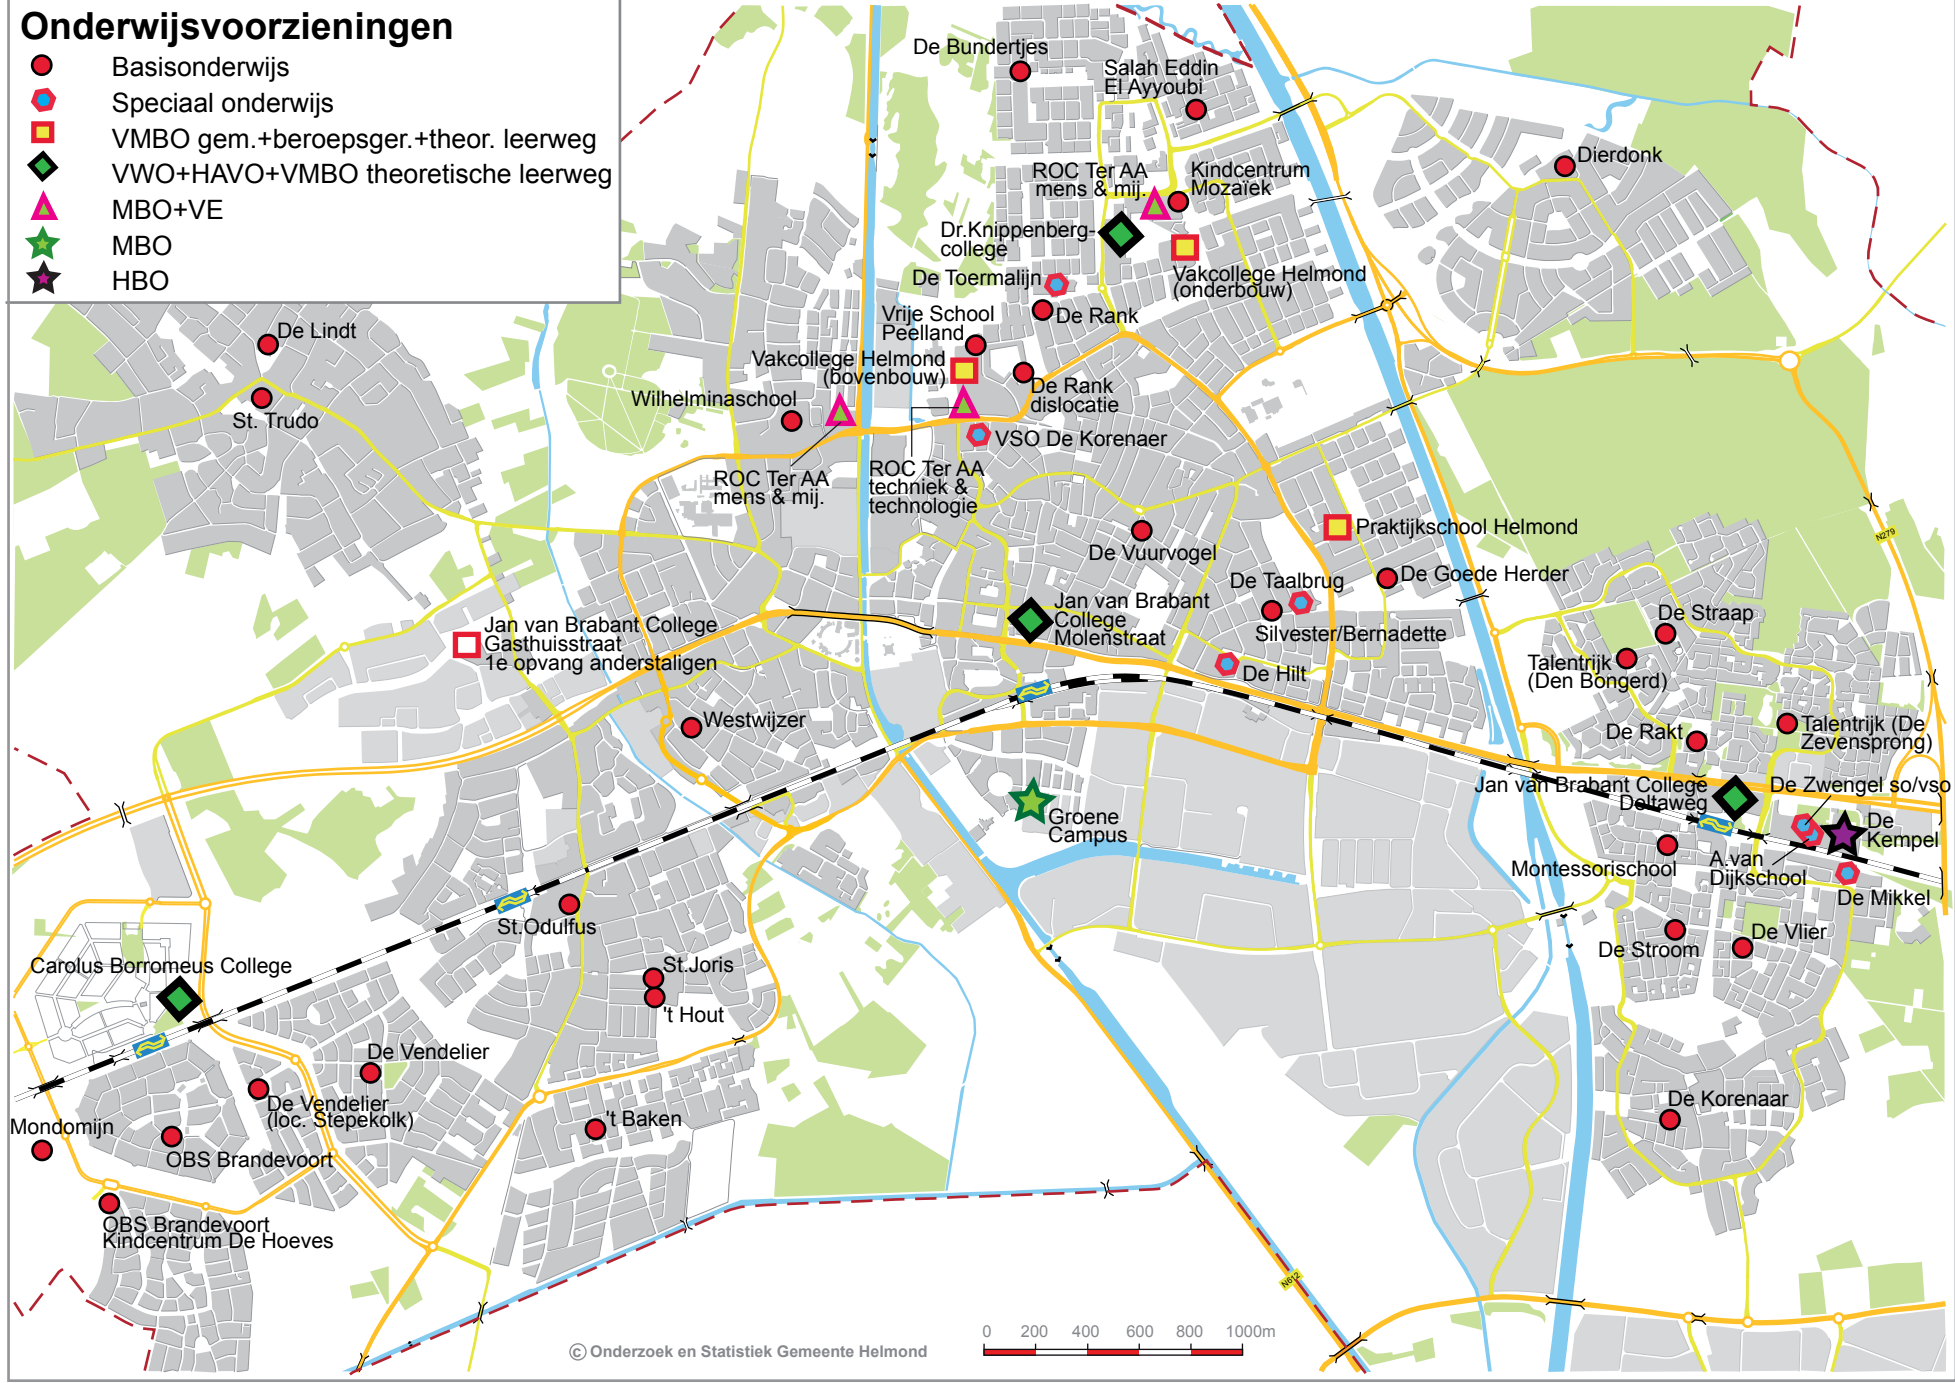 Onderwijsvoorzieningen
Basisonderwijs
Speciaal onderwijs
VMBO gem.+beroepsger.+theor. leerweg
VWO+HAVO+VMBO theoretische leerweg
MBO+VE
MBO
HBO
De Bundertjes
Salah Eddin
El Ayyoubi
Dierdonk
ROC Ter AA
mens & mij.
Kindcentrum
Mozaïek
Dr.Knippenberg-
college
De Toermalijn
Vakcollege Helmond
(onderbouw)
De Rank
Vrije School
Peelland
De Lindt
St. Trudo
Vakcollege Helmond
(bovenbouw)
De Rank
dislocatie
Wilhelminaschool
VSO De Korenaer
ROC Ter AA
mens & mij.
ROC Ter AA
techniek &
technologie
De Vuurvogel
Praktijkschool Helmond
N279
De Taalbrug
De Goede Herder
Jan van Brabant
College
Molenstraat
Silvester/Bernadette
De Straap
Jan van Brabant College
Gasthuisstraat
1e opvang anderstaligen
De Hilt
Talentrijk
(Den Bongerd)
Westwijzer
De Rakt
Talentrijk (De
Zevensprong)
Jan van Brabant College
Deltaweg
De Zwengel so/vso
Groene
Campus
De
Kempel
Montessorischool
A.van
Dijkschool
De Mikkel
St.Odulfus
De Stroom
De Vlier
Carolus Borromeus College
St.Joris
't Hout
De Vendelier
De Vendelier
(loc. Stepekolk)
't Baken
De Korenaar
Mondomijn
OBS Brandevoort
OBS Brandevoort
Kindcentrum De Hoeves
N612
0 200 400 600 800 1000m
© Onderzoek en Statistiek Gemeente Helmond